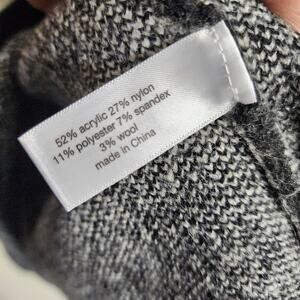 52% acrylic 27% nylon
11% polyester 7% spandex
3% wool
made in China